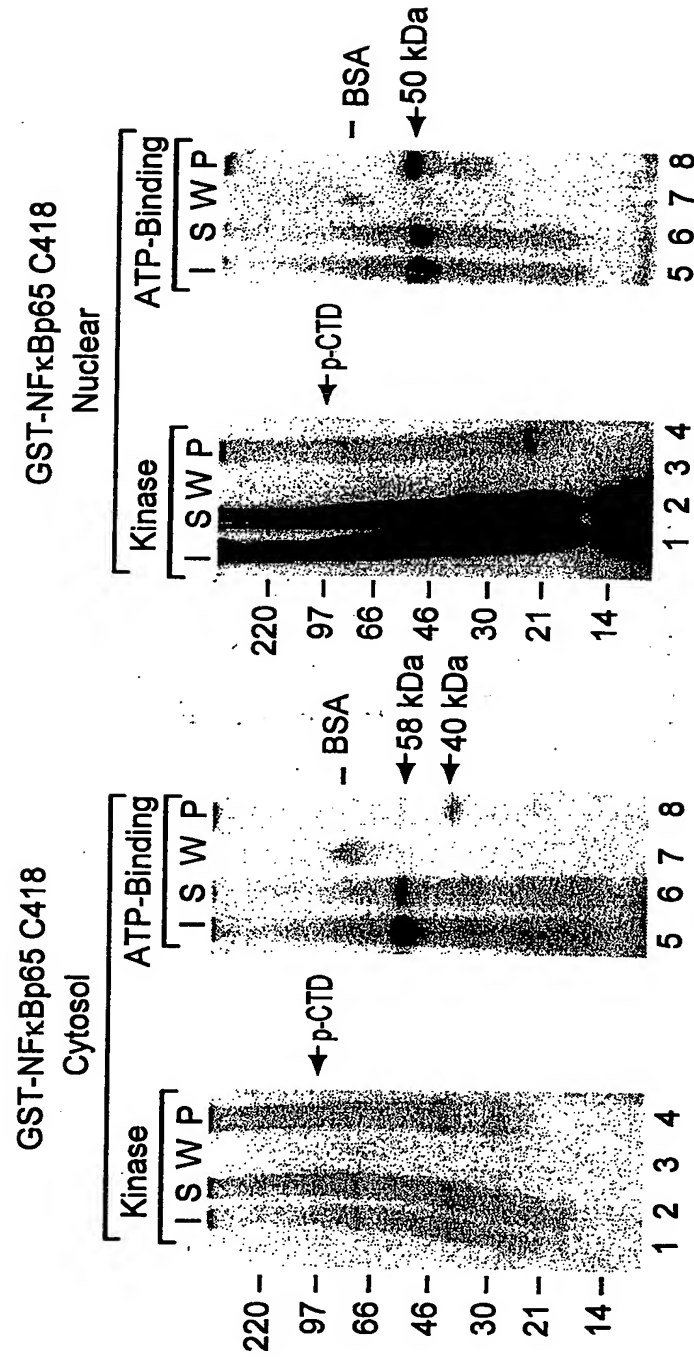 GST-NFκBp65 C418
Cytosol
Kinase
ATP-Binding
I S W P
I S W P
220 –
97 –
66 –
46 –
30 –
21 –
14 –
p-CTD
– BSA
58 kDa
40 kDa
1 2 3 4
5 6 7 8
GST-NFκBp65 C418
Nuclear
Kinase
ATP-Binding
I S W P
I S W P
220 –
97 –
66 –
46 –
30 –
21 –
14 –
p-CTD
– BSA
50 kDa
1 2 3 4
5 6 7 8